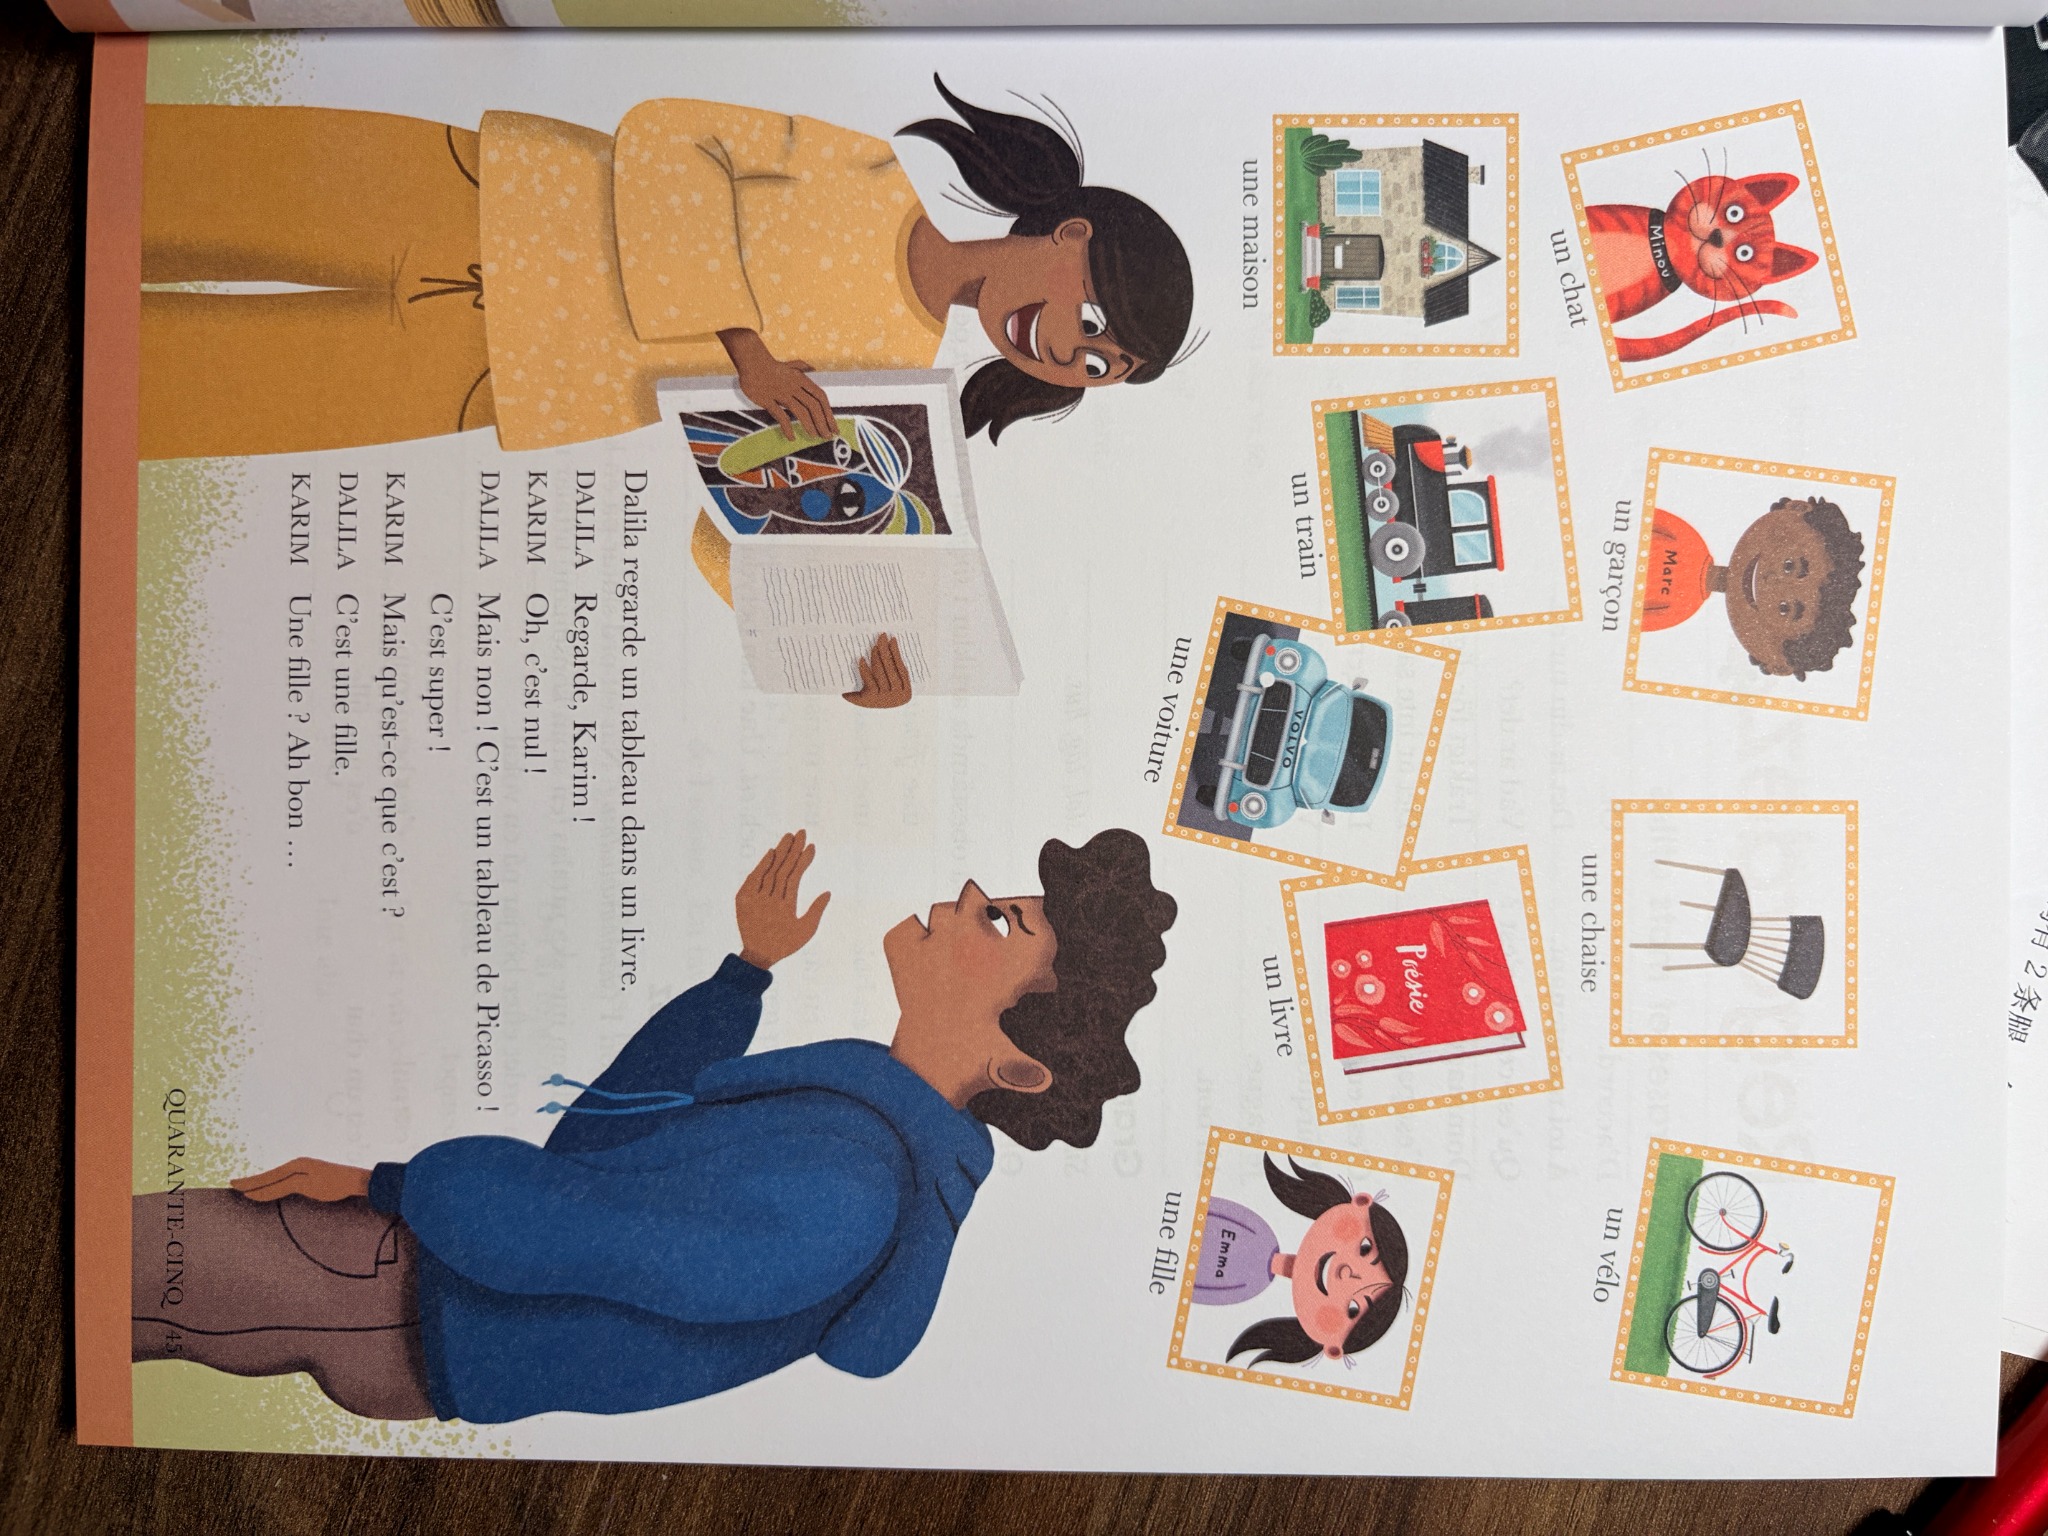 2 条腿
Minou
un chat
Marc
un garçon
une chaise
un vélo
une maison
un train
VOLVO
une voiture
Poésie
un livre
Emma
une fille
Dalila regarde un tableau dans un livre.
DALILA Regarde, Karim !
KARIM Oh, c'est nul !
DALILA Mais non ! C'est un tableau de Picasso !
C'est super !
KARIM Mais qu'est-ce que c'est ?
DALILA C'est une fille.
KARIM Une fille ? Ah bon …
QUARANTE-CINQ 45